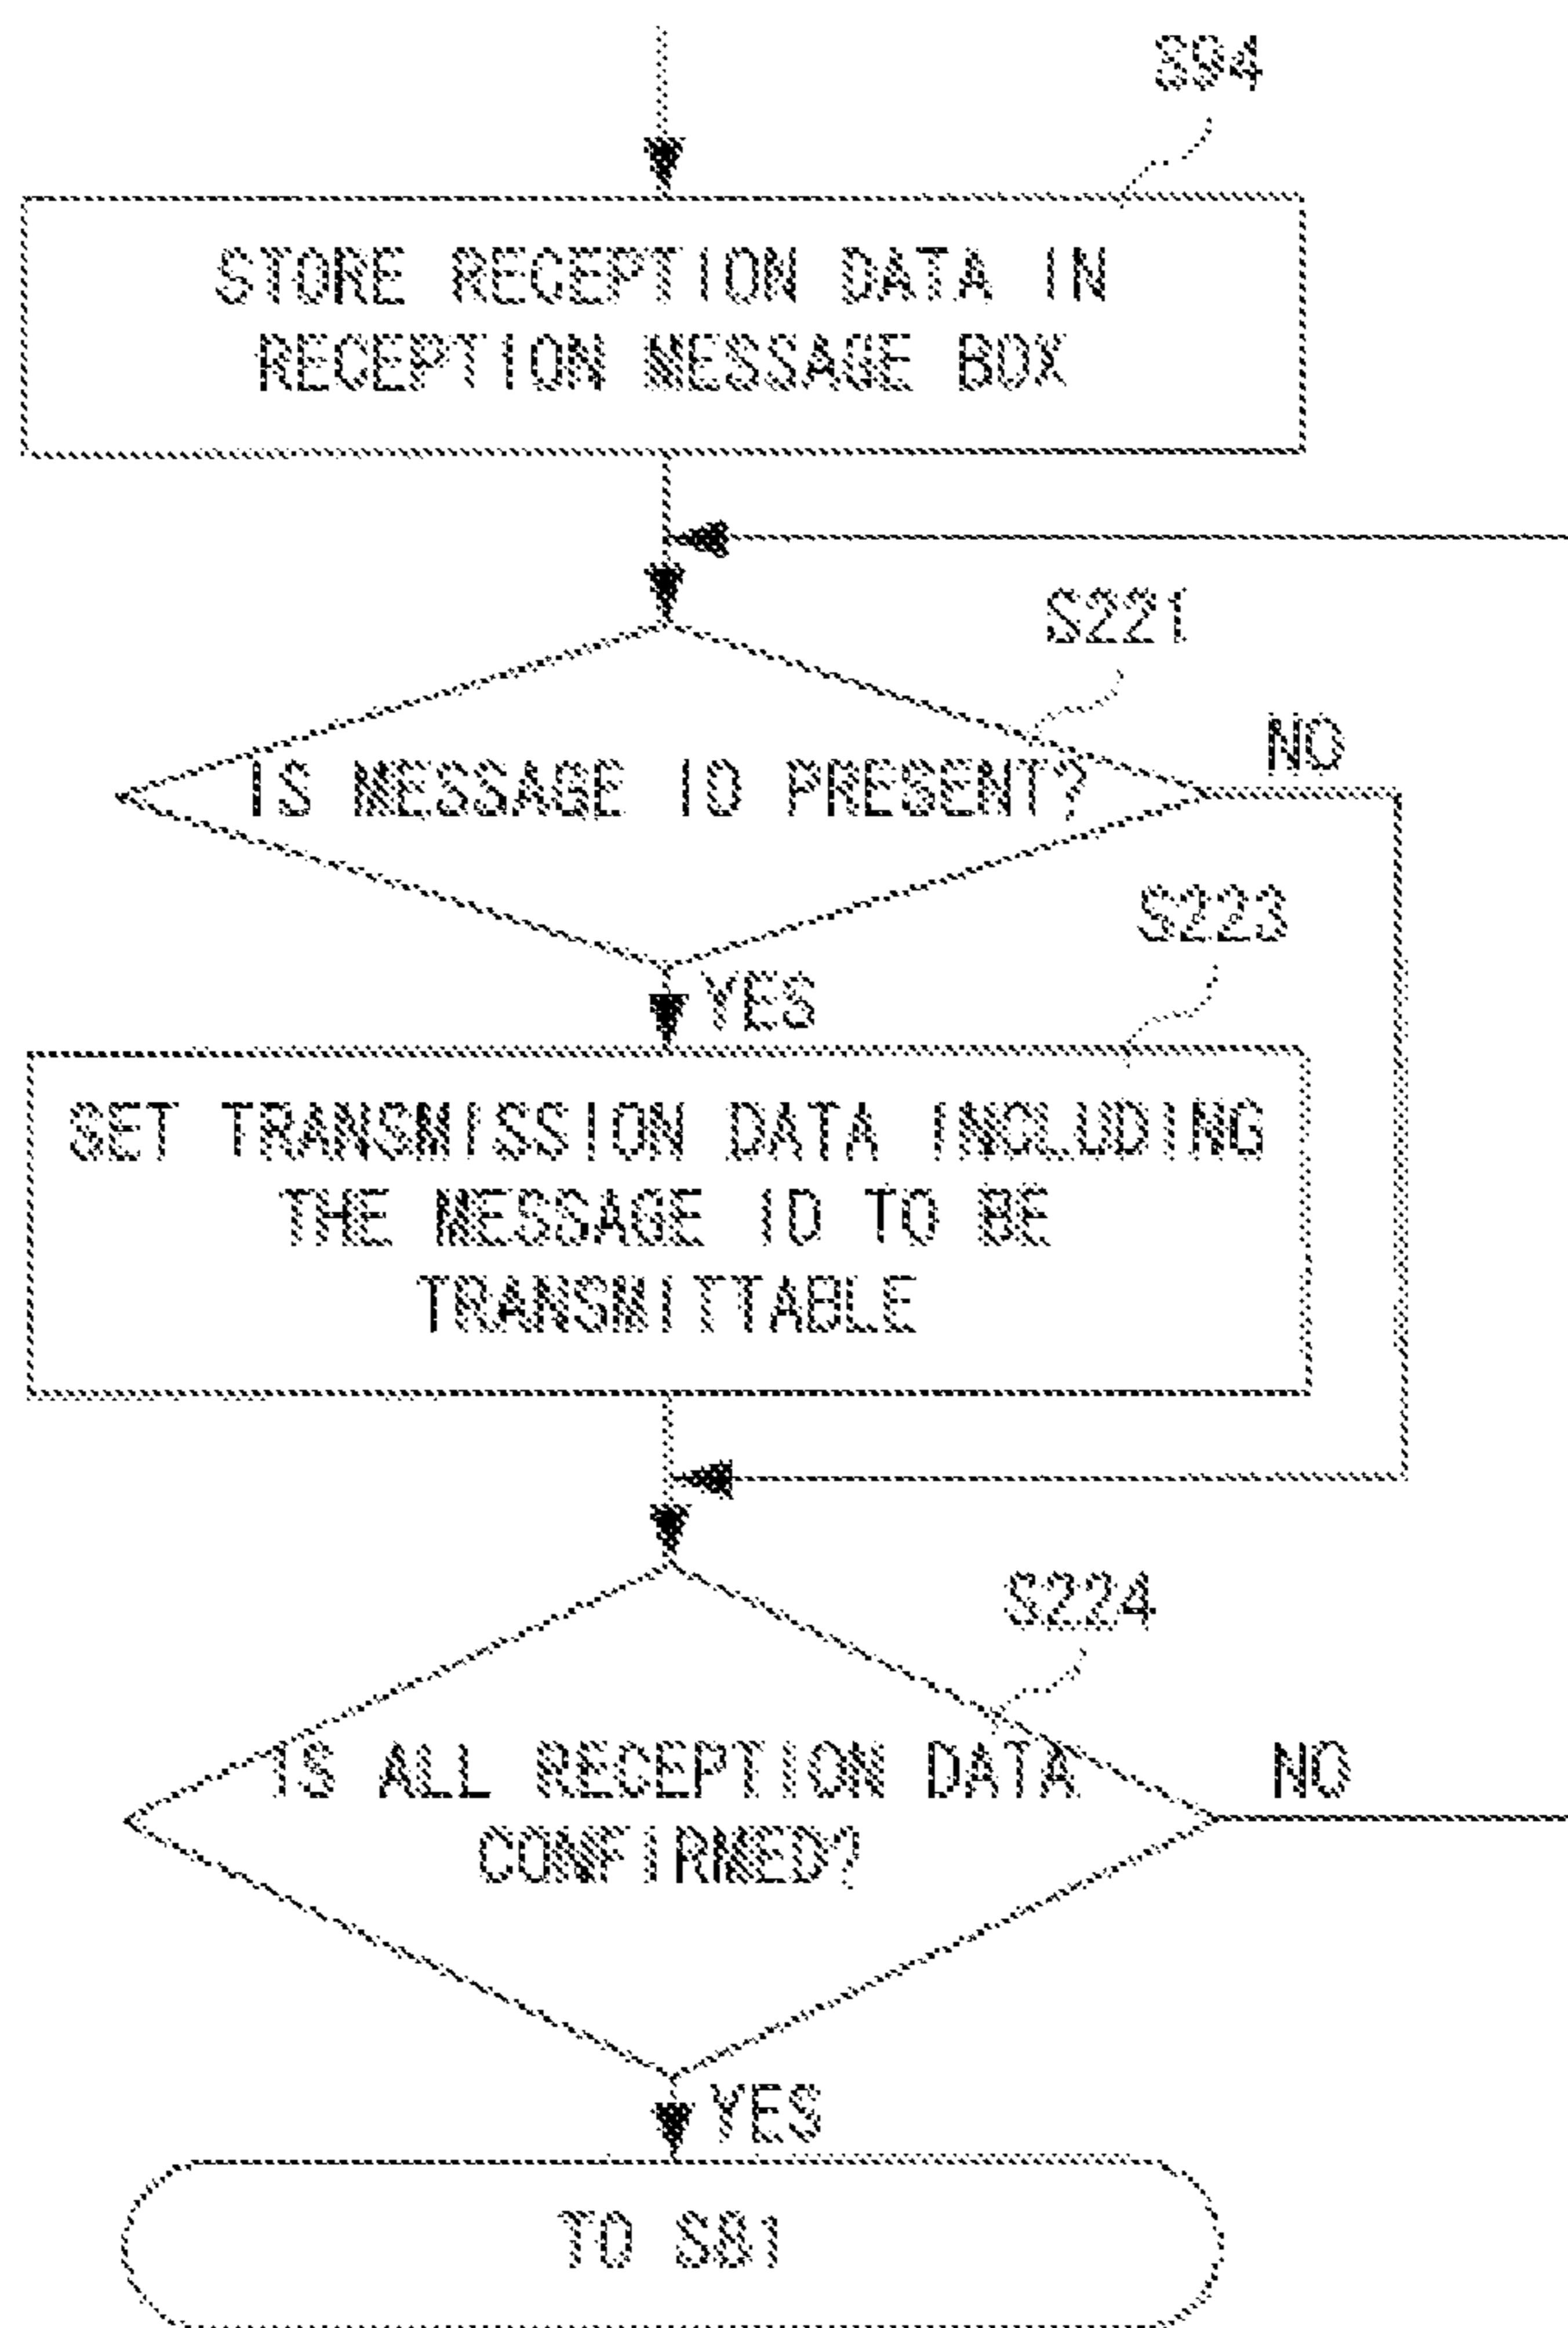 S94
STORE RECEPTION DATA IN
RECEPTION MESSAGE BOX
S221
IS MESSAGE ID PRESENT?
NO
S223
YES
SET TRANSMISSION DATA INCLUDING
THE MESSAGE ID TO BE
TRANSMITTABLE
S224
IS ALL RECEPTION DATA
CONFIRMED?
NO
YES
TO S81